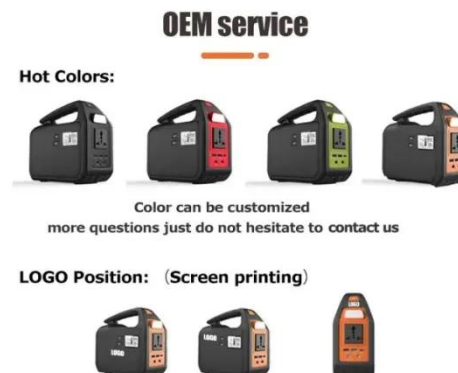 OEM service
Hot Colors:
Color can be customized
more questions just do not hesitate to contact us
LOGO Position: （Screen printing）
LOGO
LOGO
LOGO